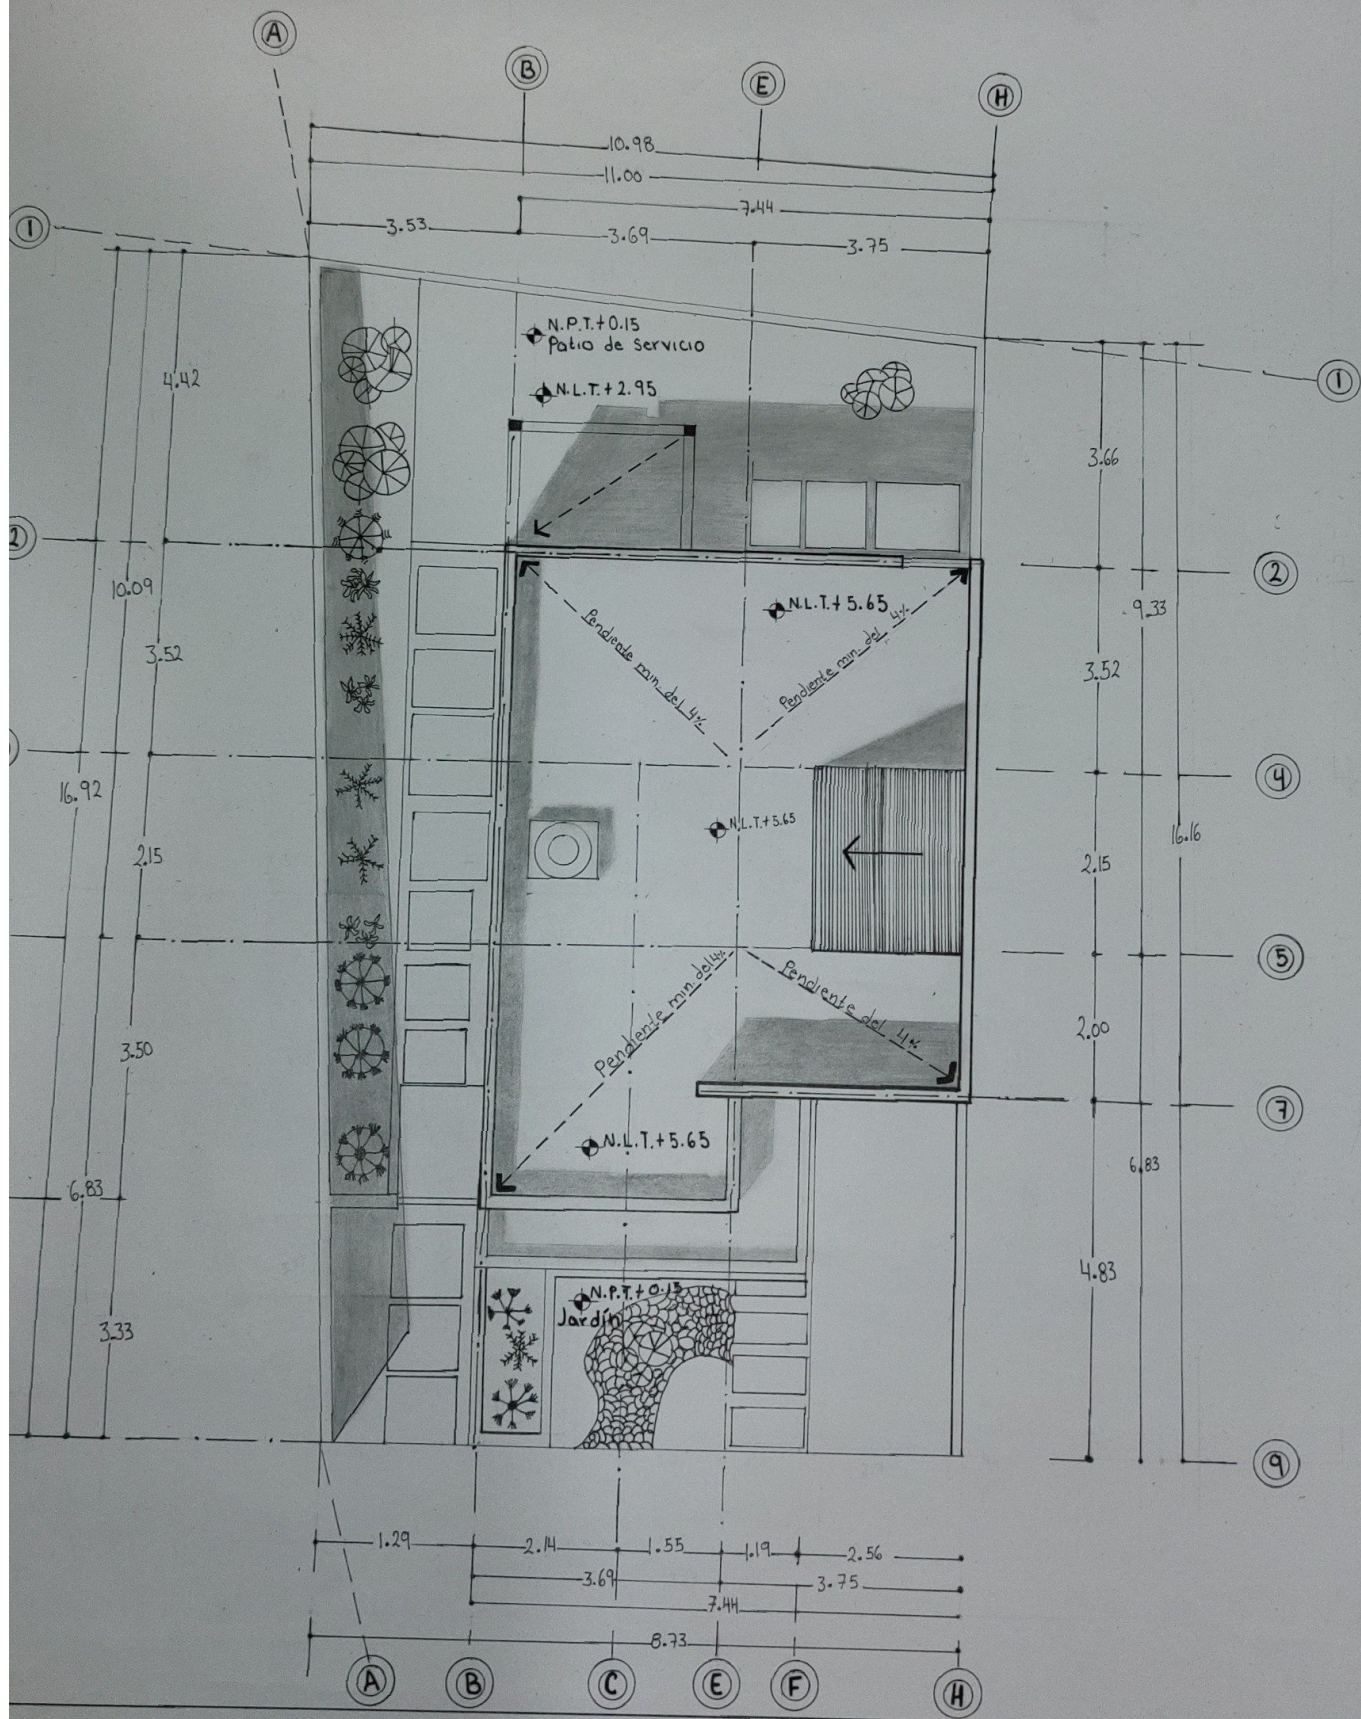 A
B
E
H
10.98
11.00
7.44
3.53
3.69
3.75
1
N.P.T.+0.15
Patio de servicio
N.L.T.+2.95
4.42
1
3.66
2
2
10.09
3.52
N.L.T.+5.65
Pendiente min. del 4%
Pendiente min. del 4%
9.33
3.52
4
16.92
2.15
N.L.T.+5.65
16.16
2.15
5
3.50
Pendiente min. del 4%
Pendiente del 4%
2.00
7
N.L.T.+5.65
6.83
6.83
4.83
N.P.T.+0.15
Jardín
3.33
9
1.29
2.14
1.55
1.19
2.56
3.69
3.75
7.44
8.73
A
B
C
E
F
H